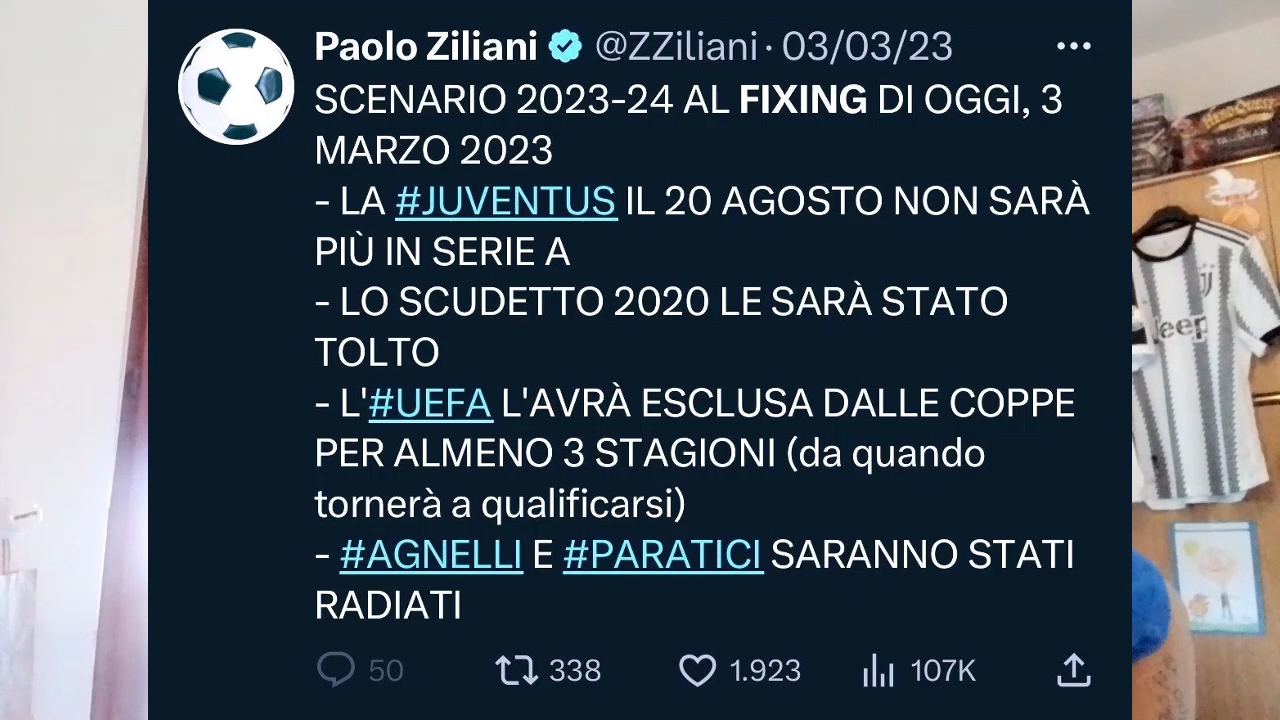 Paolo Ziliani @ZZiliani · 03/03/23
SCENARIO 2023-24 AL FIXING DI OGGI, 3
MARZO 2023
- LA #JUVENTUS IL 20 AGOSTO NON SARÀ
PIÙ IN SERIE A
- LO SCUDETTO 2020 LE SARÀ STATO
TOLTO
- L'#UEFA L'AVRÀ ESCLUSA DALLE COPPE
PER ALMENO 3 STAGIONI (da quando
tornerà a qualificarsi)
- #AGNELLI E #PARATICI SARANNO STATI
RADIATI
50 338 1.923 107K
HEROQUEST
TALISMAN
Jeep